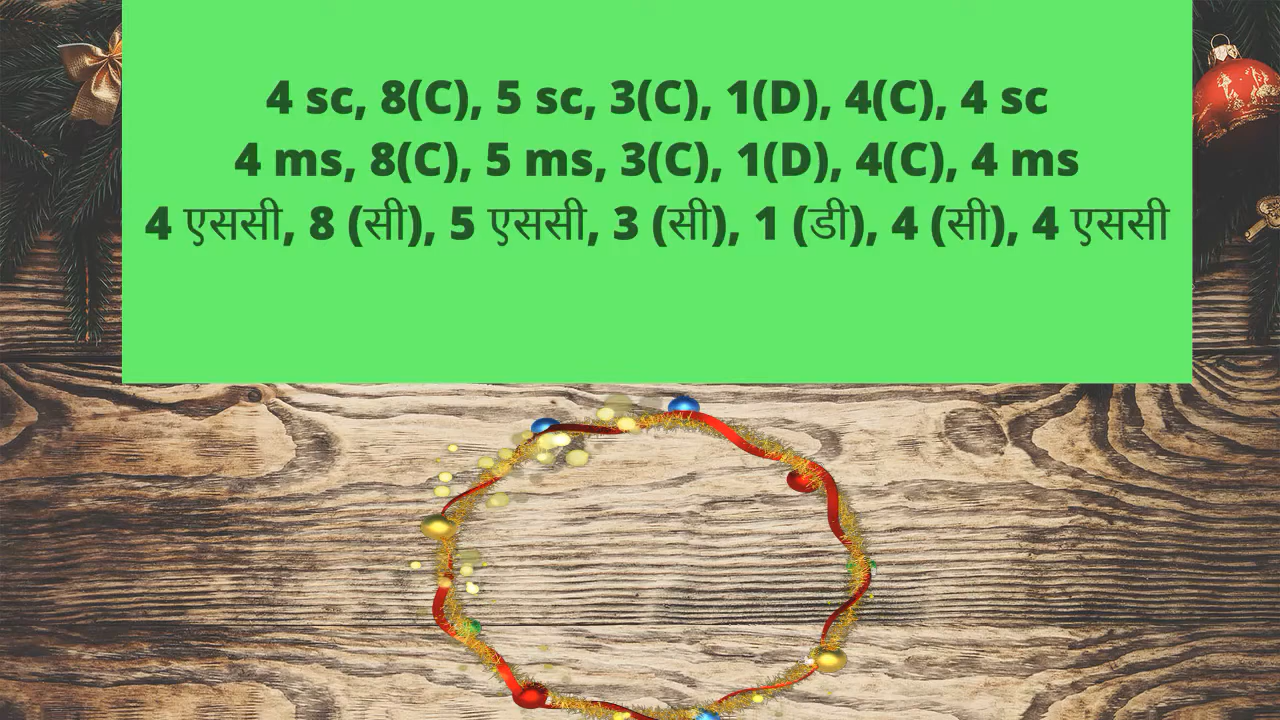 4 sc, 8(C), 5 sc, 3(C), 1(D), 4(C), 4 sc
4 ms, 8(C), 5 ms, 3(C), 1(D), 4(C), 4 ms
4 एससी, 8 (सी), 5 एससी, 3 (सी), 1 (डी), 4 (सी), 4 एससी